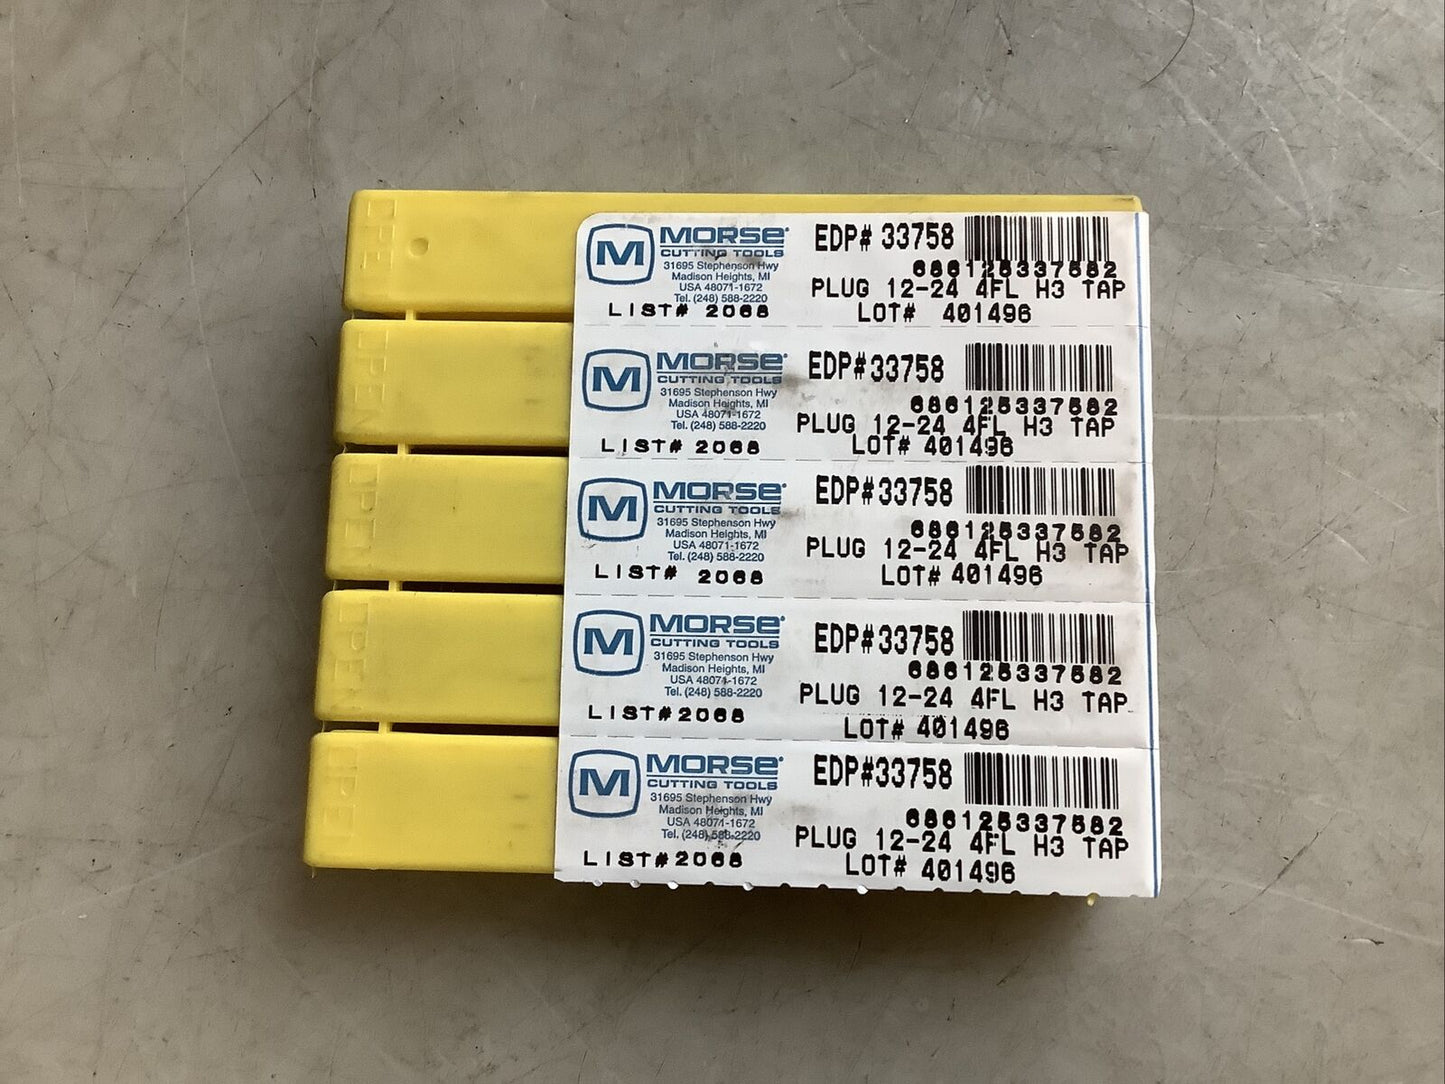 OPEN
M MORSE
CUTTING TOOLS
31695 Stephenson Hwy
Madison Heights, MI
USA 48071-1672
Tel. (248) 588-2220
LIST# 2068
EDP# 33758
686125337582
PLUG 12-24 4FL H3 TAP
LOT# 401496
OPEN
M MORSE
CUTTING TOOLS
31695 Stephenson Hwy
Madison Heights, MI
USA 48071-1672
Tel. (248) 588-2220
LIST# 2068
EDP#33758
686125337582
PLUG 12-24 4FL H3 TAP
LOT# 401496
OPEN
M MORSE
CUTTING TOOLS
31695 Stephenson Hwy
Madison Heights, MI
USA 48071-1672
Tel. (248) 588-2220
LIST# 2068
EDP#33758
686125337582
PLUG 12-24 4FL H3 TAP
LOT# 401496
OPEN
M MORSE
CUTTING TOOLS
31695 Stephenson Hwy
Madison Heights, MI
USA 48071-1672
Tel. (248) 588-2220
LIST#2068
EDP#33758
686125337582
PLUG 12-24 4FL H3 TAP
LOT# 401496
OPEN
M MORSE
CUTTING TOOLS
31695 Stephenson Hwy
Madison Heights, MI
USA 48071-1672
Tel. (248) 588-2220
LIST#2068
EDP#33758
686125337582
PLUG 12-24 4FL H3 TAP
LOT# 401496